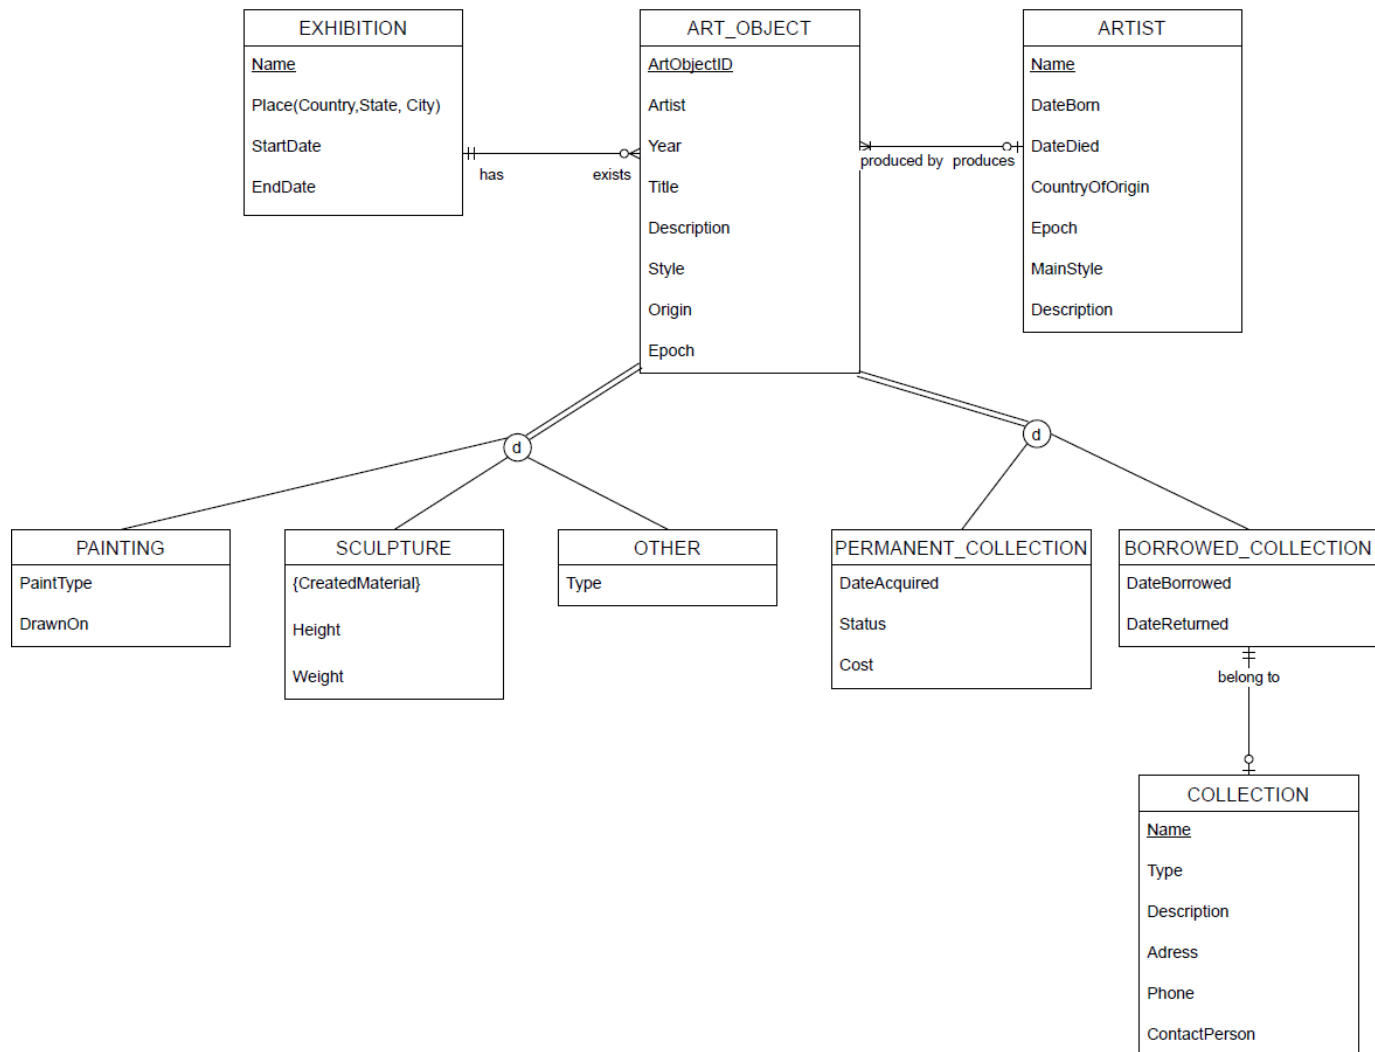 EXHIBITION
Name
Place(Country,State, City)
StartDate
EndDate
has
exists
ART_OBJECT
ArtObjectID
Artist
Year
Title
Description
Style
Origin
Epoch
produced by
produces
ARTIST
Name
DateBorn
DateDied
CountryOfOrigin
Epoch
MainStyle
Description
d
d
PAINTING
PaintType
DrawnOn
SCULPTURE
{CreatedMaterial}
Height
Weight
OTHER
Type
PERMANENT_COLLECTION
DateAcquired
Status
Cost
BORROWED_COLLECTION
DateBorrowed
DateReturned
belong to
COLLECTION
Name
Type
Description
Adress
Phone
ContactPerson